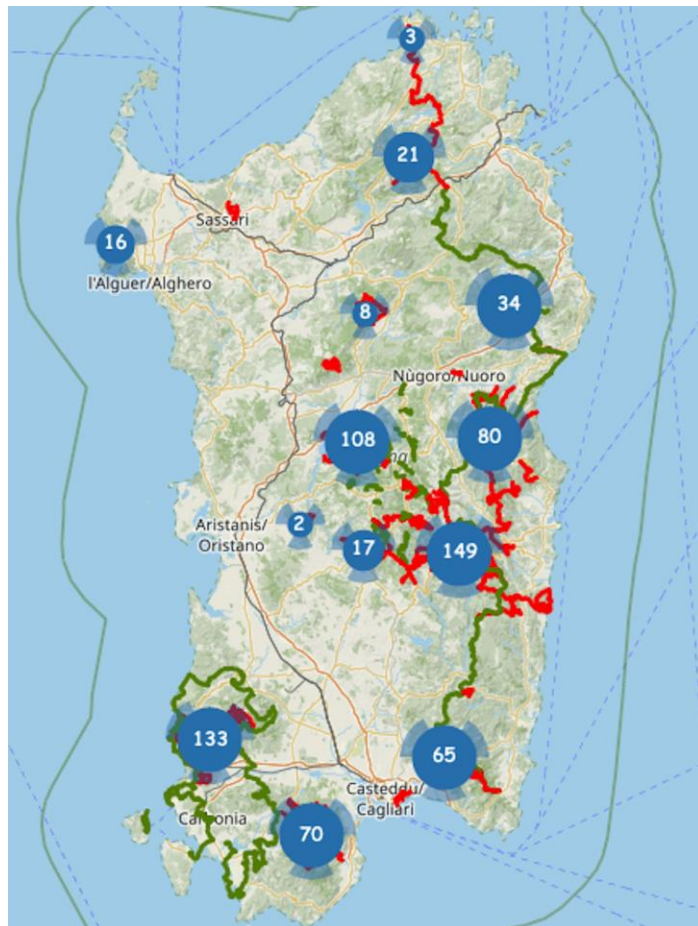 3
21
Sassari
16
l'Alguer/Alghero
34
8
Nùgoro/Nuoro
108
80
2
Aristanis/
Oristano
17
149
133
65
Casteddu/
Cagliari
70